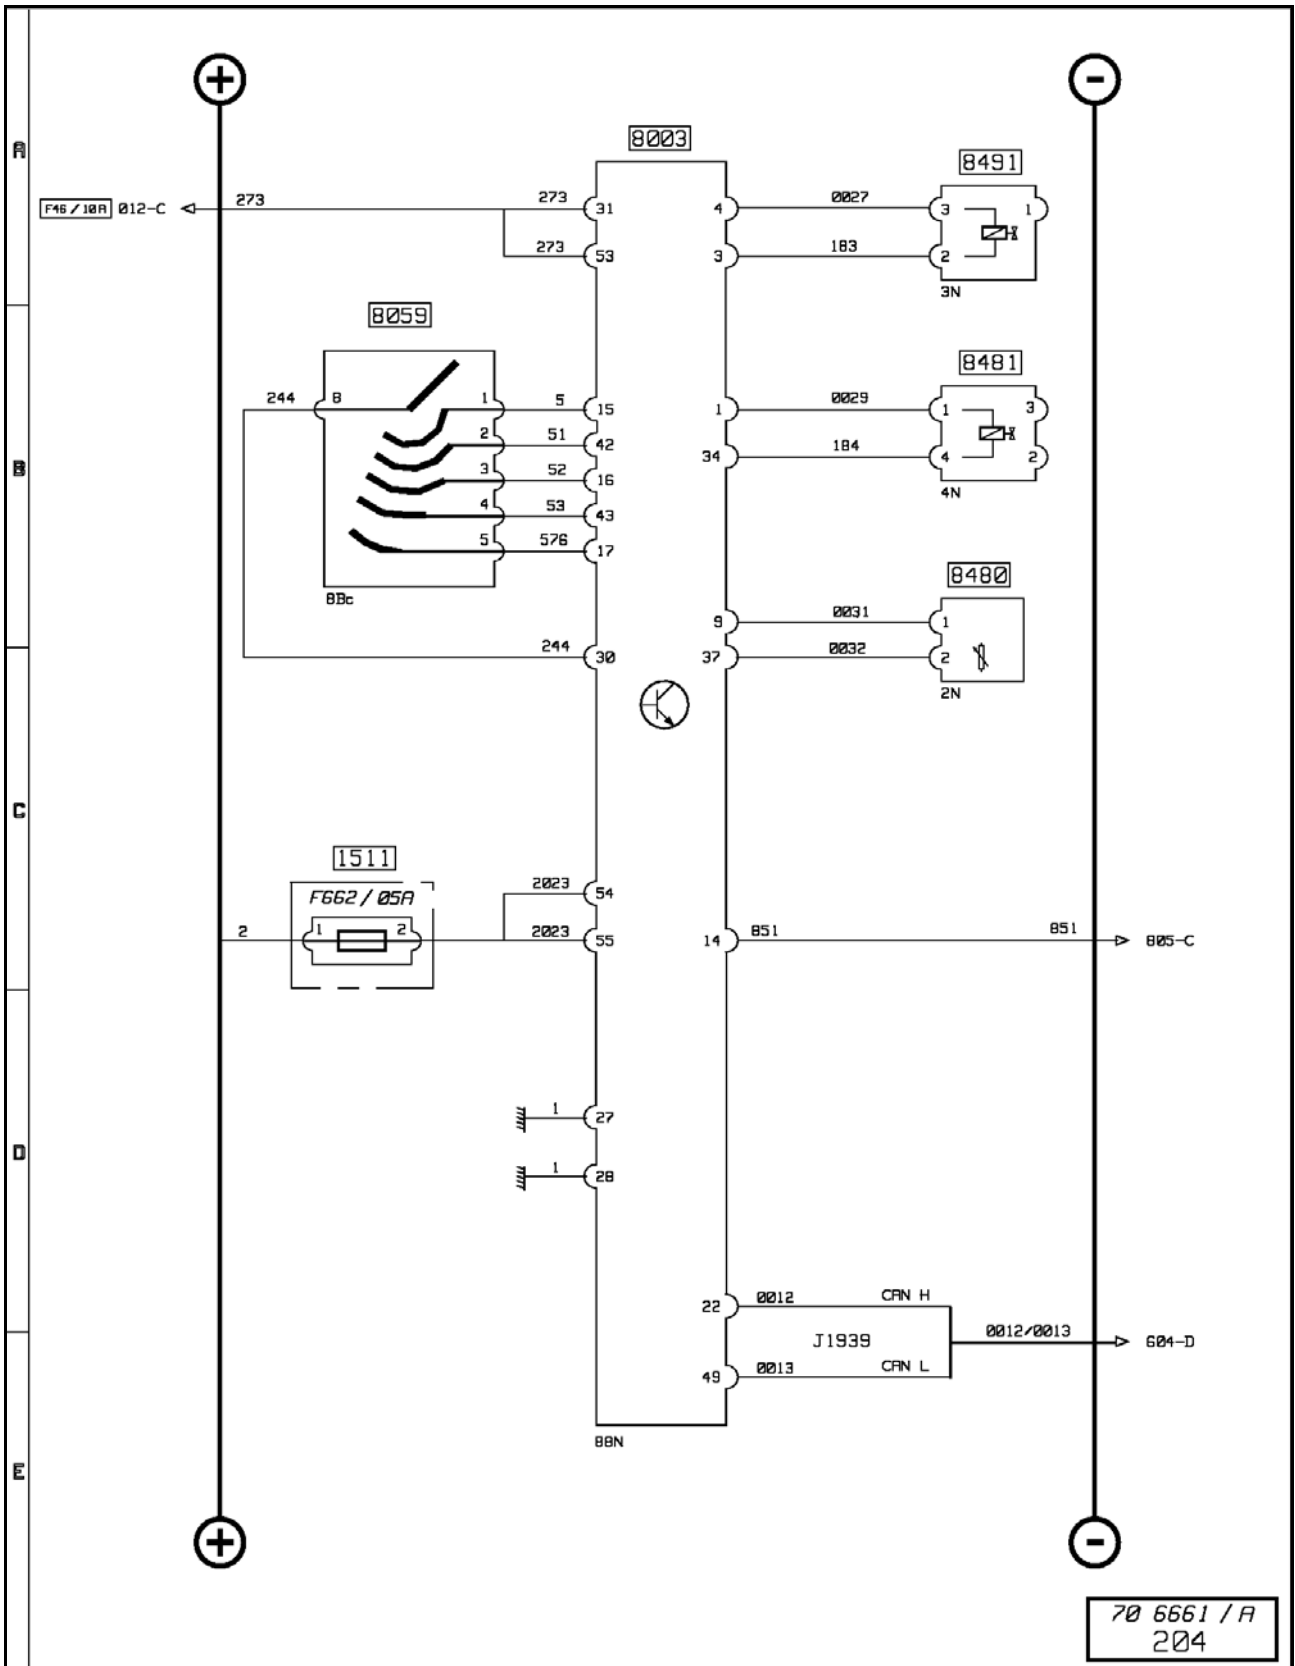 + -
8003
A
8491
F46/10A 012-C 273 273 31 4 0027 3 1
273 53 3 183 2
3N
8059
8481
244 8 1 5 15 1 0029 1 3
2 51 42
B
34 184 4 2
3 52 16
4N
4 53 43
5 576 17
8480
8Bc
9 0031 1
244 30 37 0032 2
2N
C
1511
F662/05A
2023 54
2 1 2 2023 55 14 851 851 805-C
1 27
D
1 28
22 0012 CAN H
J1939 0012/0013 604-D
49 0013 CAN L
88N
E
+ -
70 6661 / A
204